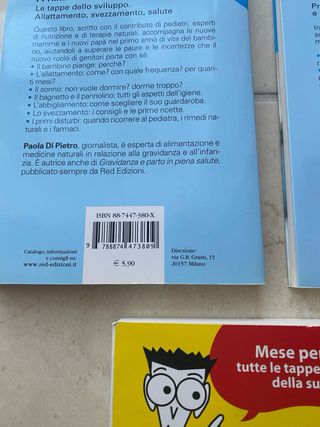 Le tappe dello sviluppo.
Allattamento, svezzamento, salute
Questo libro, scritto con il contributo di pediatri, esperti
di nutrizione e di terapie naturali, accompagna le nuove
mamme e i nuovi papà nel primo anno di vita del bambi-
no, aiutandoli a superare le paure e le incertezze che il
nuovo ruolo di genitori porta con sé.
• Il bambino piange: perché?
• L'allattamento: come? con quale frequenza? per quan-
ti mesi?
• Il sonno: non vuole dormire? dorme troppo?
• Il bagnetto e il pannolino: tutti gli aspetti dell'igiene.
• L'abbigliamento: come scegliere il suo guardaroba.
• Lo svezzamento: i consigli e le prime ricette.
• I primi disturbi: quando ricorrere al pediatra, i rimedi na-
turali e i farmaci.
Paola Di Pietro, giornalista, è esperta di alimentazione
e medicine naturali in relazione alla gravidanza e all'infan-
zia. È autrice anche di Gravidanza e parto in piena salute,
pubblicato sempre da Red Edizioni.
ISBN 88-7447-380-X
9 788874 473809
€ 5,90
Catalogo, informazioni
e consigli su:
www.red-edizioni.it
Direzione:
via G.B. Grassi, 15
20157 Milano
Mese per
tutte le tappe
della su